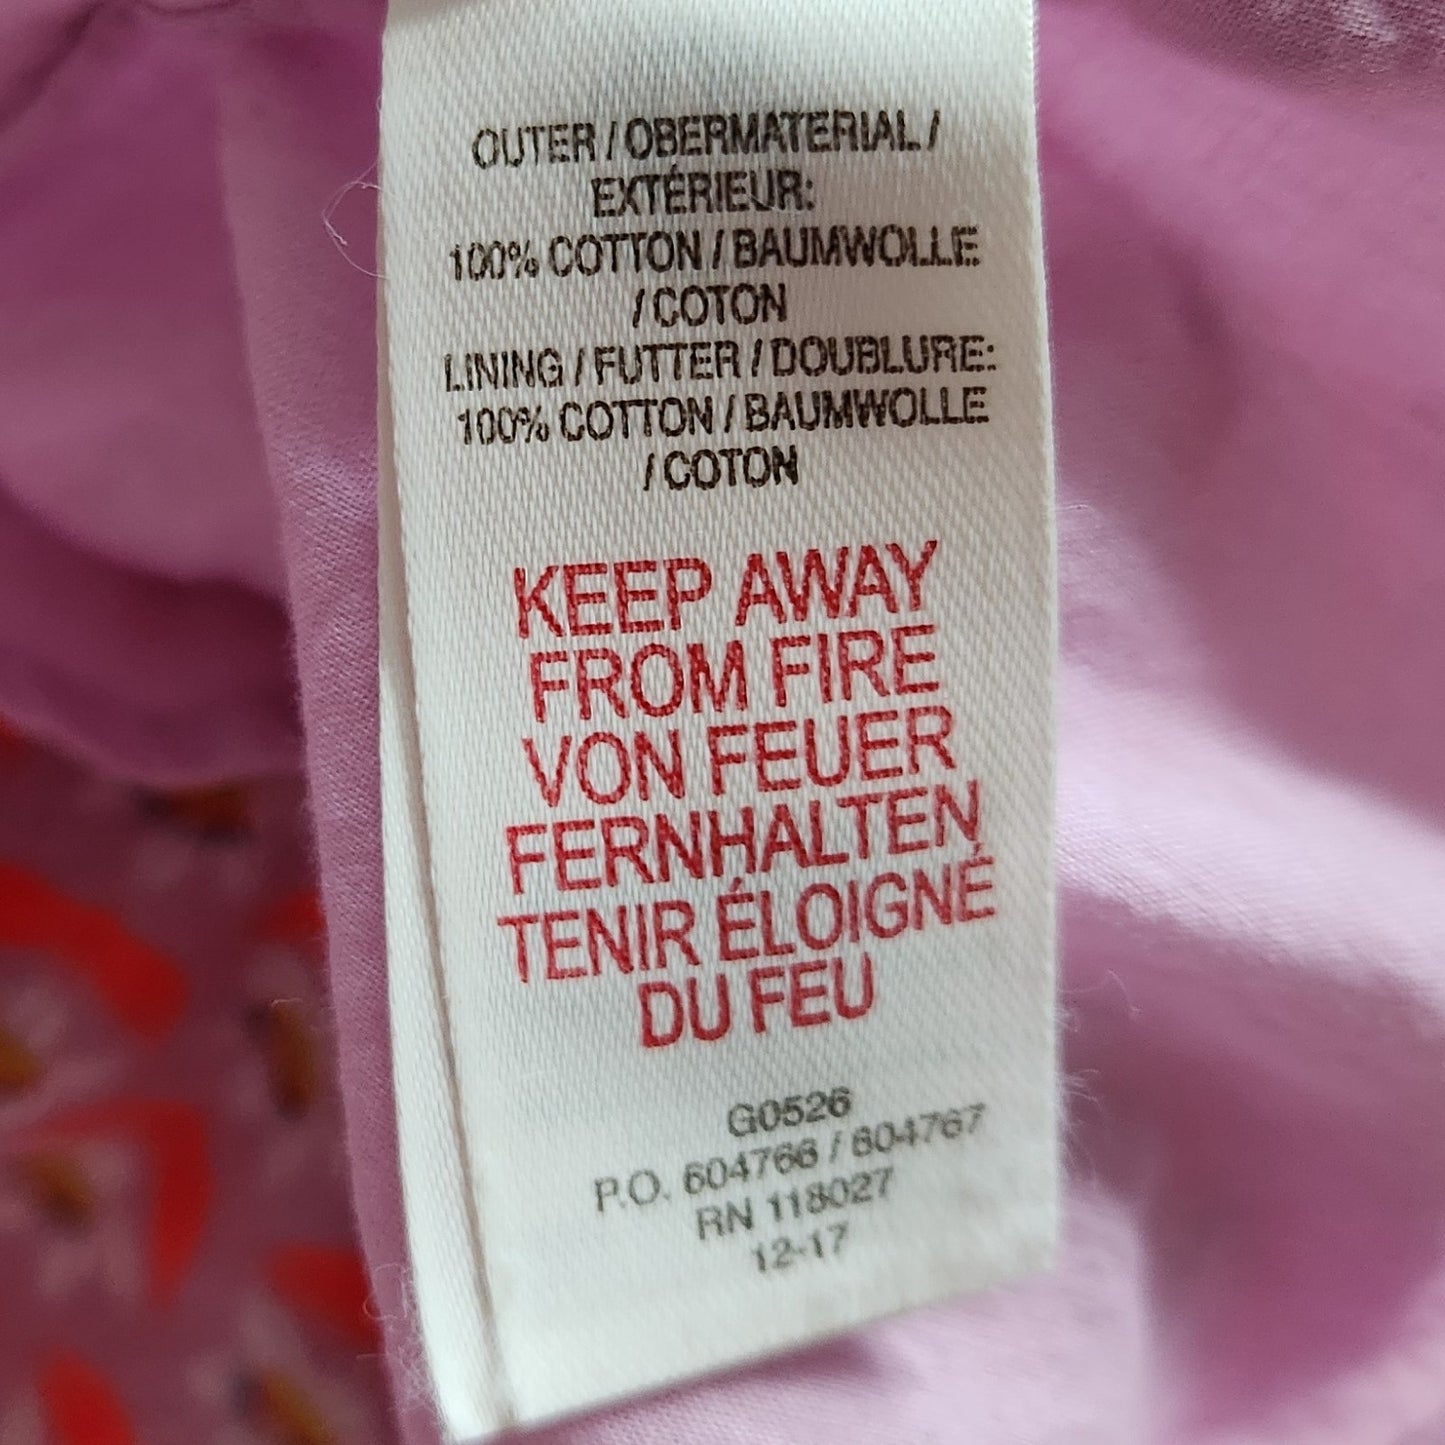 OUTER / OBERMATERIAL /
EXTÉRIEUR:
100% COTTON / BAUMWOLLE
/ COTON
LINING / FUTTER / DOUBLURE:
100% COTTON / BAUMWOLLE
/ COTON
KEEP AWAY
FROM FIRE
VON FEUER
FERNHALTEN
TENIR ÉLOIGNÉ
DU FEU
G0526
P.O. 604766 / 604767
RN 118027
12-17